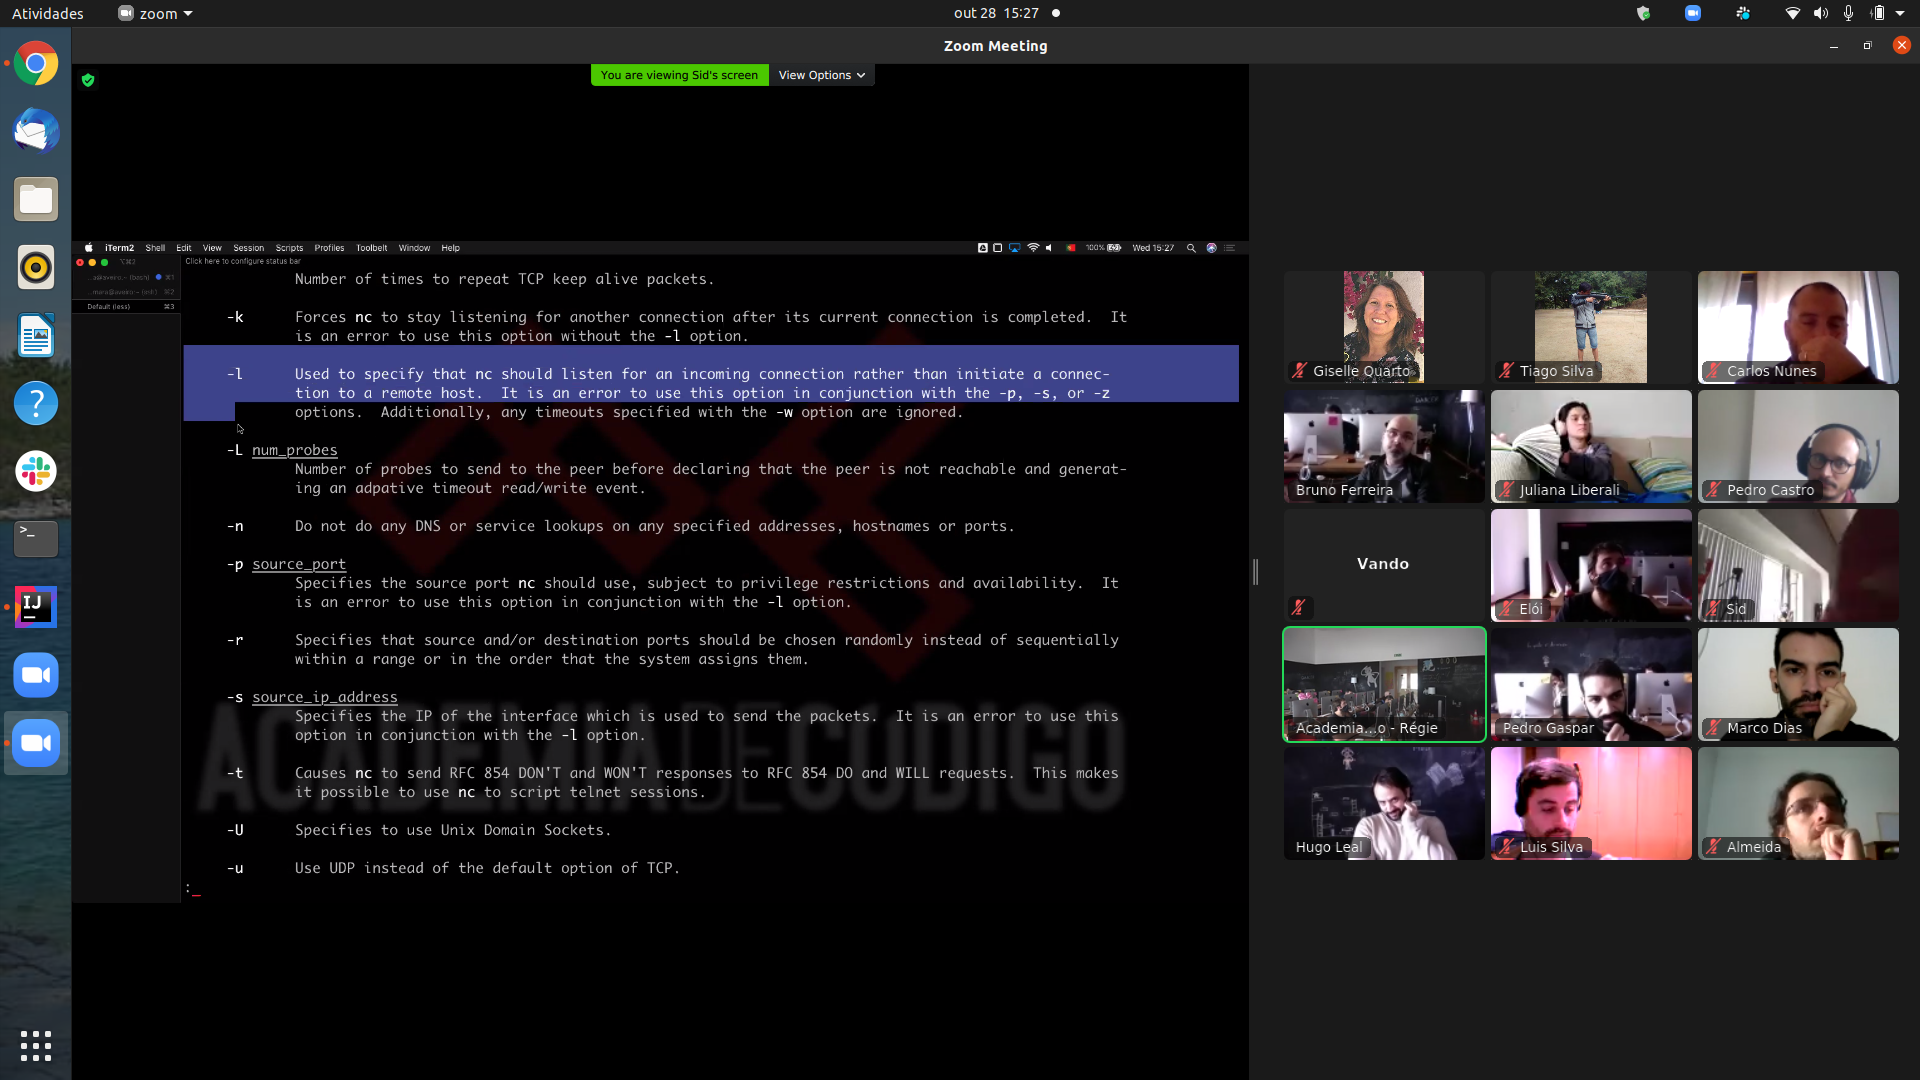 Atividades
zoom
out 28 15:27
Zoom Meeting
You are viewing Sid's screen
View Options
iTerm2 Shell Edit View Session Scripts Profiles Toolbelt Window Help
100%
Wed 15:27
Click here to configure status bar
Default (less)
Number of times to repeat TCP keep alive packets.
-k Forces nc to stay listening for another connection after its current connection is completed. It
is an error to use this option without the -l option.
-l Used to specify that nc should listen for an incoming connection rather than initiate a connec-
tion to a remote host. It is an error to use this option in conjunction with the -p, -s, or -z
options. Additionally, any timeouts specified with the -w option are ignored.
-L num_probes
Number of probes to send to the peer before declaring that the peer is not reachable and generat-
ing an adpative timeout read/write event.
-n Do not do any DNS or service lookups on any specified addresses, hostnames or ports.
-p source_port
Specifies the source port nc should use, subject to privilege restrictions and availability. It
is an error to use this option in conjunction with the -l option.
-r Specifies that source and/or destination ports should be chosen randomly instead of sequentially
within a range or in the order that the system assigns them.
-s source_ip_address
Specifies the IP of the interface which is used to send the packets. It is an error to use this
option in conjunction with the -l option.
-t Causes nc to send RFC 854 DON'T and WON'T responses to RFC 854 DO and WILL requests. This makes
it possible to use nc to script telnet sessions.
-U Specifies to use Unix Domain Sockets.
-u Use UDP instead of the default option of TCP.
:_
ACADEMIA DE CÓDIGO
Giselle Quarto
Tiago Silva
Carlos Nunes
Bruno Ferreira
Juliana Liberali
Pedro Castro
Vando
Elói
Sid
Academia...o - Régie
Pedro Gaspar
Marco Dias
Hugo Leal
Luis Silva
Almeida